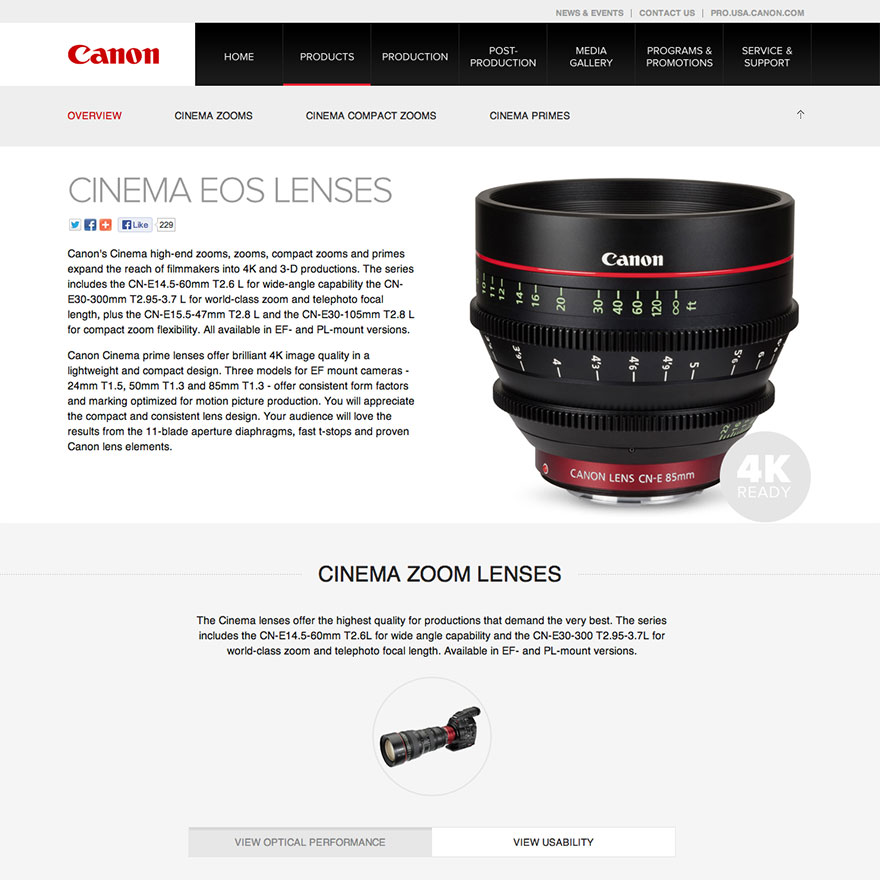 NEWS & EVENTS | CONTACT US | PRO.USA.CANON.COM
Canon
HOME
PRODUCTS
PRODUCTION
POST-
PRODUCTION
MEDIA
GALLERY
PROGRAMS &
PROMOTIONS
SERVICE &
SUPPORT
OVERVIEW
CINEMA ZOOMS
CINEMA COMPACT ZOOMS
CINEMA PRIMES
CINEMA EOS LENSES
Like 229
Canon's Cinema high-end zooms, zooms, compact zooms and primes
expand the reach of filmmakers into 4K and 3-D productions. The series
includes the CN-E14.5-60mm T2.6 L for wide-angle capability the CN-
E30-300mm T2.95-3.7 L for world-class zoom and telephoto focal
length, plus the CN-E15.5-47mm T2.8 L and the CN-E30-105mm T2.8 L
for compact zoom flexibility. All available in EF- and PL-mount versions.
Canon Cinema prime lenses offer brilliant 4K image quality in a
lightweight and compact design. Three models for EF mount cameras -
24mm T1.5, 50mm T1.3 and 85mm T1.3 - offer consistent form factors
and marking optimized for motion picture production. You will appreciate
the compact and consistent lens design. Your audience will love the
results from the 11-blade aperture diaphragms, fast t-stops and proven
Canon lens elements.
Canon
10 11 12 14 16 20 30 40 60 120 ∞ ft
3'9 4 4'3 4'6 4'9 5 5'6 6
CANON LENS CN-E 85mm
4K
READY
CINEMA ZOOM LENSES
The Cinema lenses offer the highest quality for productions that demand the very best. The series
includes the CN-E14.5-60mm T2.6L for wide angle capability and the CN-E30-300 T2.95-3.7L for
world-class zoom and telephoto focal length. Available in EF- and PL-mount versions.
VIEW OPTICAL PERFORMANCE
VIEW USABILITY